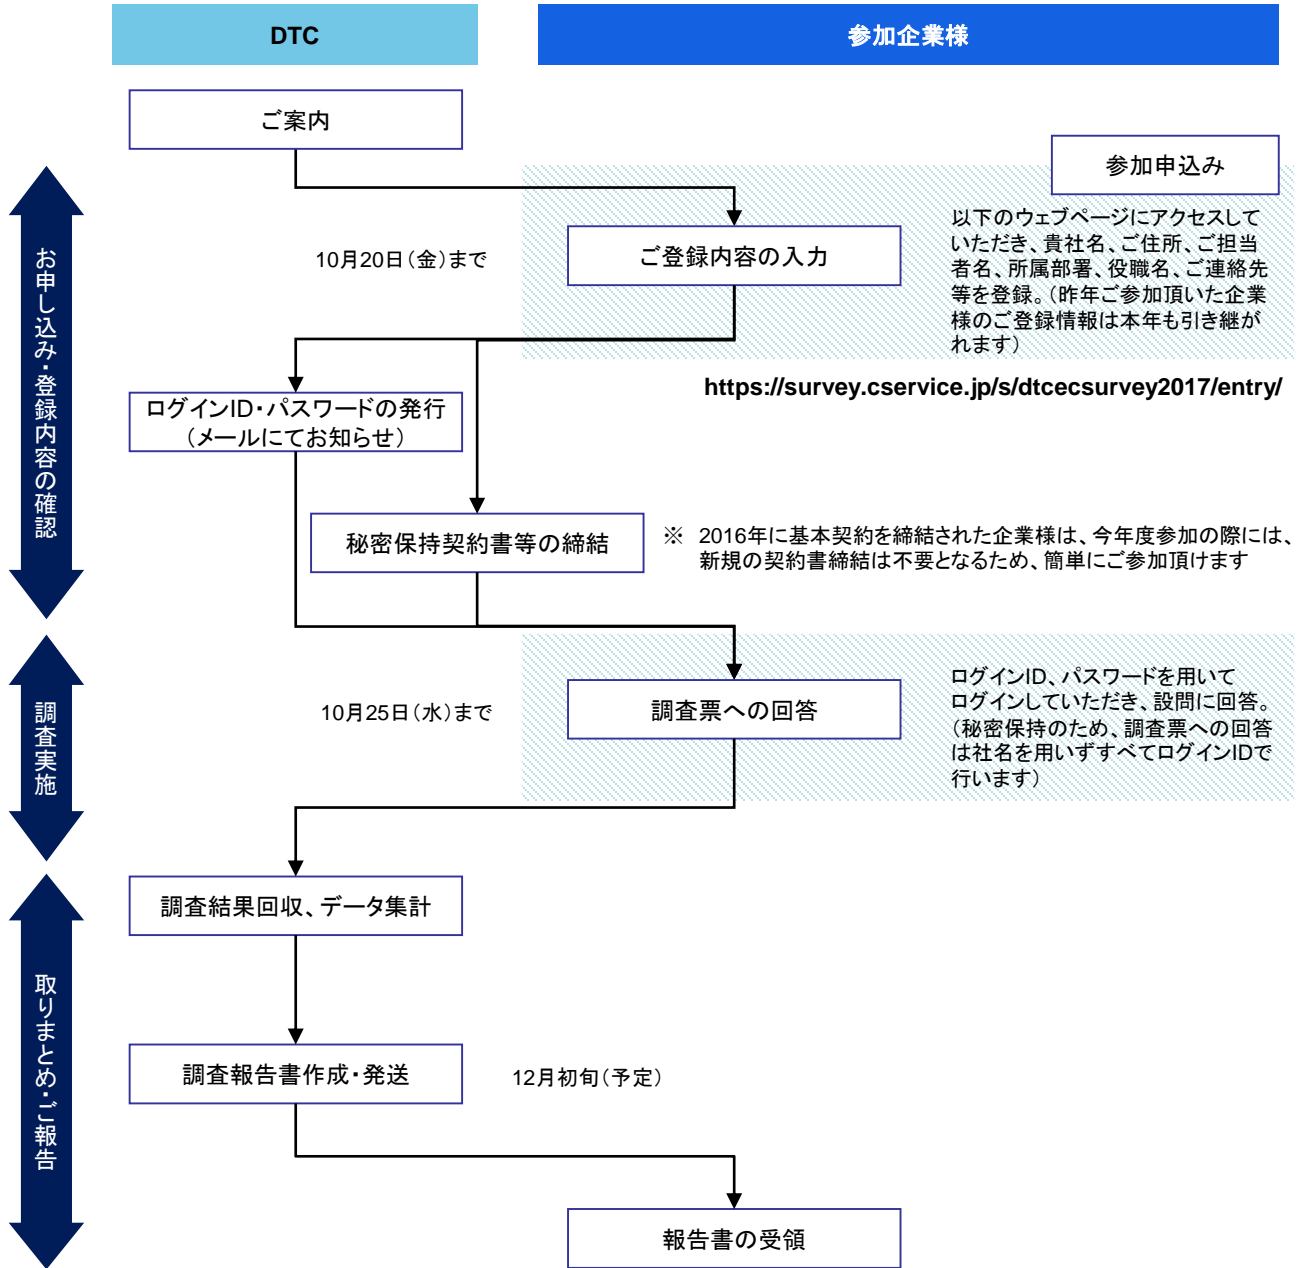 DTC
参加企業様
ご案内
参加申込み
お申し込み・登録内容の確認
10月20日（金）まで
ご登録内容の入力
以下のウェブページにアクセスして
いただき、貴社名、ご住所、ご担当
者名、所属部署、役職名、ご連絡先
等を登録。（昨年ご参加頂いた企業
様のご登録情報は本年も引き継が
れます）
https://survey.cservice.jp/s/dtcecsurvey2017/entry/
ログインID・パスワードの発行
（メールにてお知らせ）
秘密保持契約書等の締結
※ 2016年に基本契約を締結された企業様は、今年度参加の際には、
新規の契約書締結は不要となるため、簡単にご参加頂けます
調査実施
10月25日（水）まで
調査票への回答
ログインID、パスワードを用いて
ログインしていただき、設問に回答。
（秘密保持のため、調査票への回答
は社名を用いずすべてログインIDで
行います）
取りまとめ・ご報告
調査結果回収、データ集計
調査報告書作成・発送
12月初旬（予定）
報告書の受領